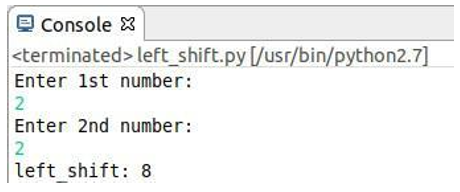 Console
<terminated> left_shift.py [/usr/bin/python2.7]
Enter 1st number:
2
Enter 2nd number:
2
left_shift: 8